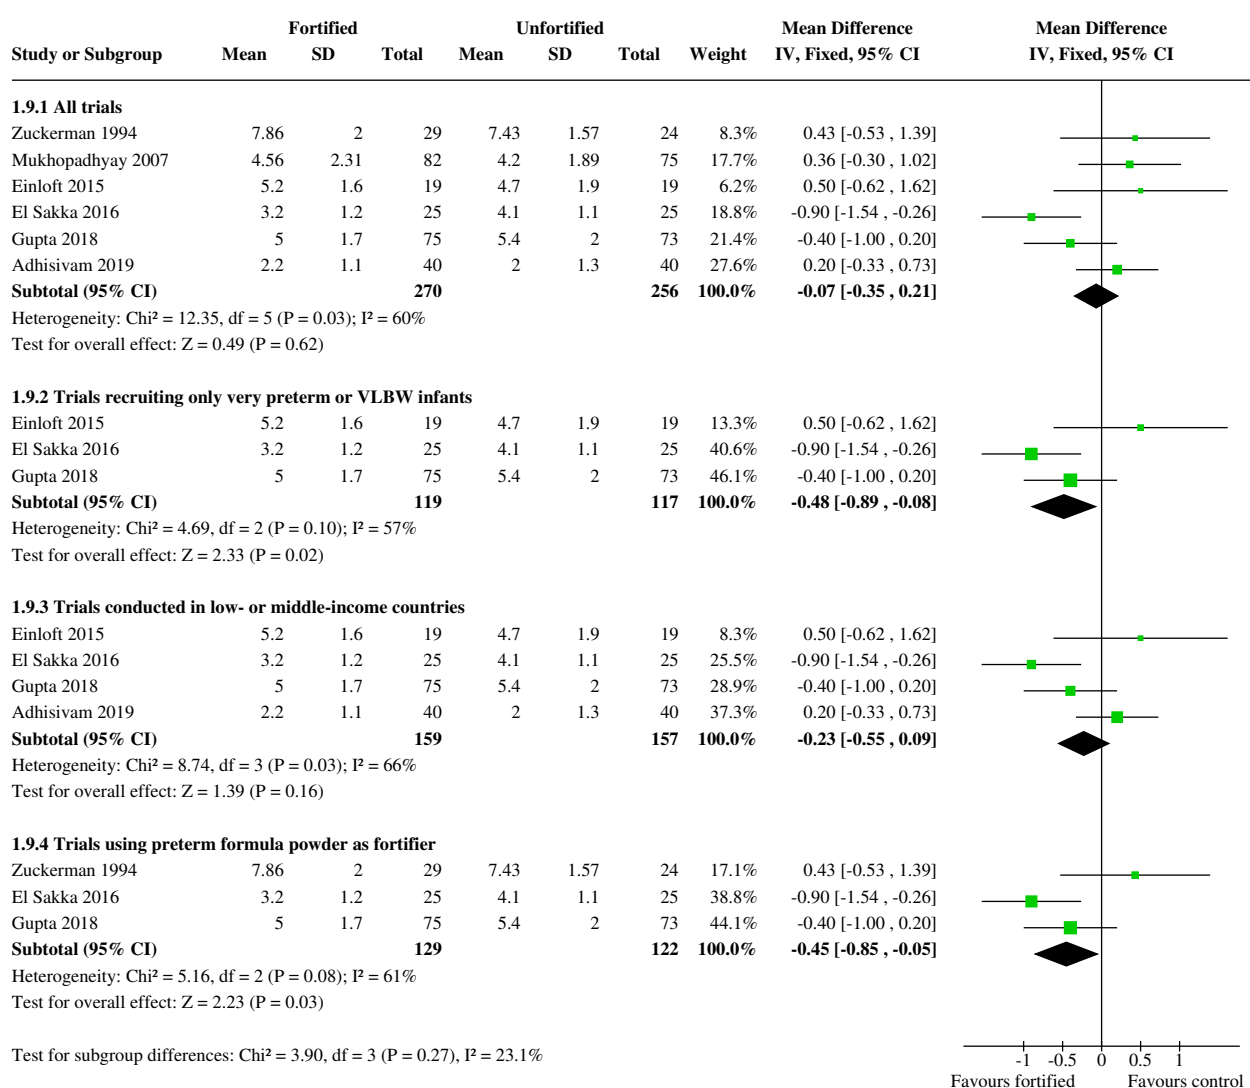 Fortified Unfortified Mean Difference Mean Difference
Study or Subgroup Mean SD Total Mean SD Total Weight IV, Fixed, 95% CI IV, Fixed, 95% CI
1.9.1 All trials
Zuckerman 1994 7.86 2 29 7.43 1.57 24 8.3% 0.43 [-0.53 , 1.39]
Mukhopadhyay 2007 4.56 2.31 82 4.2 1.89 75 17.7% 0.36 [-0.30 , 1.02]
Einloft 2015 5.2 1.6 19 4.7 1.9 19 6.2% 0.50 [-0.62 , 1.62]
El Sakka 2016 3.2 1.2 25 4.1 1.1 25 18.8% -0.90 [-1.54 , -0.26]
Gupta 2018 5 1.7 75 5.4 2 73 21.4% -0.40 [-1.00 , 0.20]
Adhisivam 2019 2.2 1.1 40 2 1.3 40 27.6% 0.20 [-0.33 , 0.73]
Subtotal (95% CI) 270 256 100.0% -0.07 [-0.35 , 0.21]
Heterogeneity: Chi² = 12.35, df = 5 (P = 0.03); I² = 60%
Test for overall effect: Z = 0.49 (P = 0.62)
1.9.2 Trials recruiting only very preterm or VLBW infants
Einloft 2015 5.2 1.6 19 4.7 1.9 19 13.3% 0.50 [-0.62 , 1.62]
El Sakka 2016 3.2 1.2 25 4.1 1.1 25 40.6% -0.90 [-1.54 , -0.26]
Gupta 2018 5 1.7 75 5.4 2 73 46.1% -0.40 [-1.00 , 0.20]
Subtotal (95% CI) 119 117 100.0% -0.48 [-0.89 , -0.08]
Heterogeneity: Chi² = 4.69, df = 2 (P = 0.10); I² = 57%
Test for overall effect: Z = 2.33 (P = 0.02)
1.9.3 Trials conducted in low- or middle-income countries
Einloft 2015 5.2 1.6 19 4.7 1.9 19 8.3% 0.50 [-0.62 , 1.62]
El Sakka 2016 3.2 1.2 25 4.1 1.1 25 25.5% -0.90 [-1.54 , -0.26]
Gupta 2018 5 1.7 75 5.4 2 73 28.9% -0.40 [-1.00 , 0.20]
Adhisivam 2019 2.2 1.1 40 2 1.3 40 37.3% 0.20 [-0.33 , 0.73]
Subtotal (95% CI) 159 157 100.0% -0.23 [-0.55 , 0.09]
Heterogeneity: Chi² = 8.74, df = 3 (P = 0.03); I² = 66%
Test for overall effect: Z = 1.39 (P = 0.16)
1.9.4 Trials using preterm formula powder as fortifier
Zuckerman 1994 7.86 2 29 7.43 1.57 24 17.1% 0.43 [-0.53 , 1.39]
El Sakka 2016 3.2 1.2 25 4.1 1.1 25 38.8% -0.90 [-1.54 , -0.26]
Gupta 2018 5 1.7 75 5.4 2 73 44.1% -0.40 [-1.00 , 0.20]
Subtotal (95% CI) 129 122 100.0% -0.45 [-0.85 , -0.05]
Heterogeneity: Chi² = 5.16, df = 2 (P = 0.08); I² = 61%
Test for overall effect: Z = 2.23 (P = 0.03)
Test for subgroup differences: Chi² = 3.90, df = 3 (P = 0.27), I² = 23.1%
-1 -0.5 0 0.5 1
Favours fortified Favours control